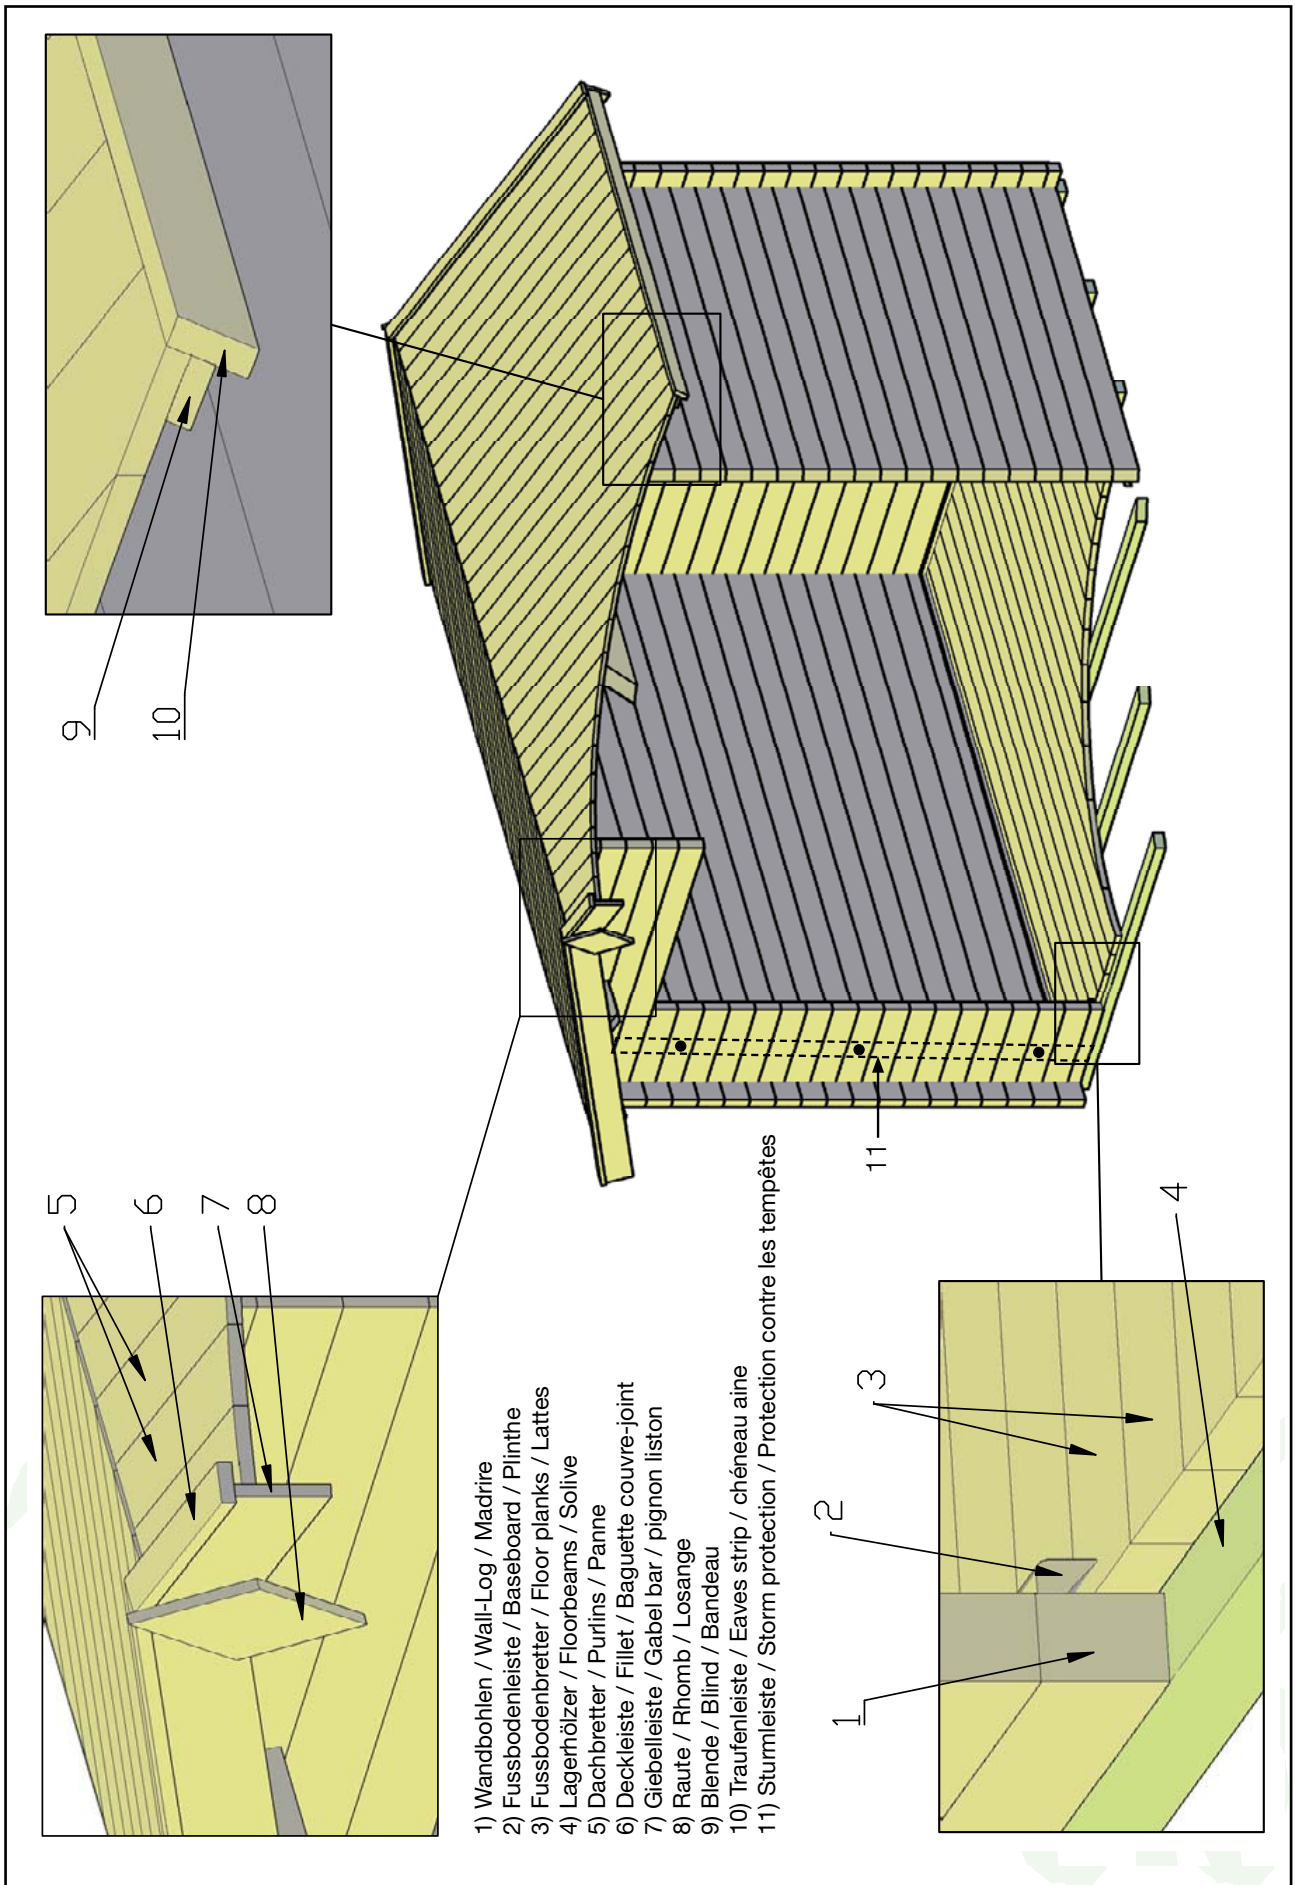 5
6
7
8
9
10
1) Wandbohlen / Wall-Log / Madrire
2) Fussbodenleiste / Baseboard / Plinthe
3) Fussbodenbretter / Floor planks / Lattes
4) Lagerhölzer / Floorbeams / Solive
5) Dachbretter / Purlins / Panne
6) Deckleiste / Fillet / Baguette couvre-joint
7) Giebelleiste / Gabel bar / pignon liston
8) Raute / Rhomb / Losange
9) Blende / Blind / Bandeau
10) Traufenleiste / Eaves strip / chéneau aine
11) Sturmleiste / Storm protection / Protection contre les tempêtes
11
1
2
3
4